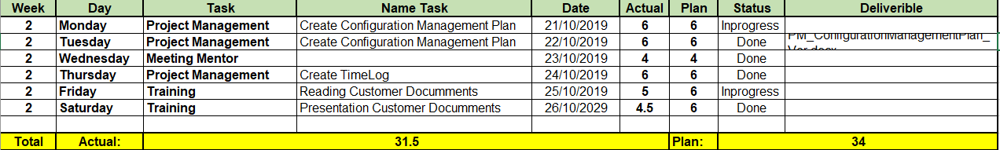 Week Day Task Name Task Date Actual Plan Status Deliverible
2 Monday Project Management Create Configuration Management Plan 21/10/2019 6 6 Inprogress
2 Tuesday Project Management Create Configuration Management Plan 22/10/2019 6 6 Done PM_ConfigurationManagementPlan_
Ver.docx
2 Wednesday Meeting Mentor 23/10/2019 4 4 Done
2 Thursday Project Management Create TimeLog 24/10/2019 6 6 Done
2 Friday Training Reading Customer Documments 25/10/2019 5 6 Inprogress
2 Saturday Training Presentation Customer Documments 26/10/2029 4.5 6 Done
Total Actual: 31.5 Plan: 34